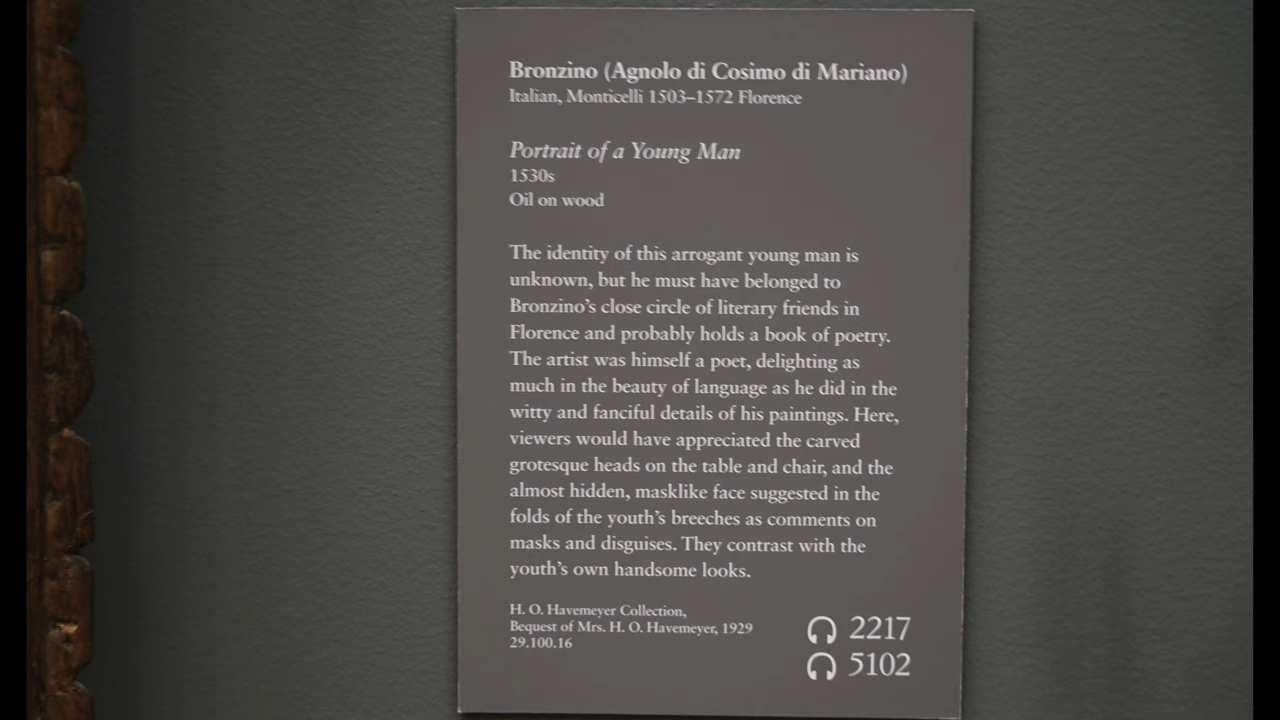 Bronzino (Agnolo di Cosimo di Mariano)
Italian, Monticelli 1503–1572 Florence
Portrait of a Young Man
1530s
Oil on wood
The identity of this arrogant young man is
unknown, but he must have belonged to
Bronzino's close circle of literary friends in
Florence and probably holds a book of poetry.
The artist was himself a poet, delighting as
much in the beauty of language as he did in the
witty and fanciful details of his paintings. Here,
viewers would have appreciated the carved
grotesque heads on the table and chair, and the
almost hidden, masklike face suggested in the
folds of the youth's breeches as comments on
masks and disguises. They contrast with the
youth's own handsome looks.
H. O. Havemeyer Collection,
Bequest of Mrs. H. O. Havemeyer, 1929
29.100.16
2217
5102